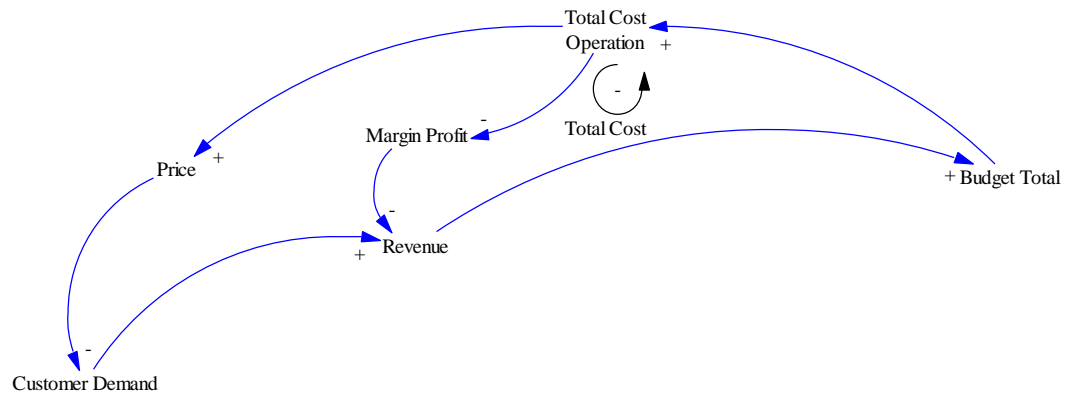 Total Cost
Operation
+
-
Total Cost
-
Margin Profit
+
Price
+ Budget Total
-
Revenue
+
-
Customer Demand